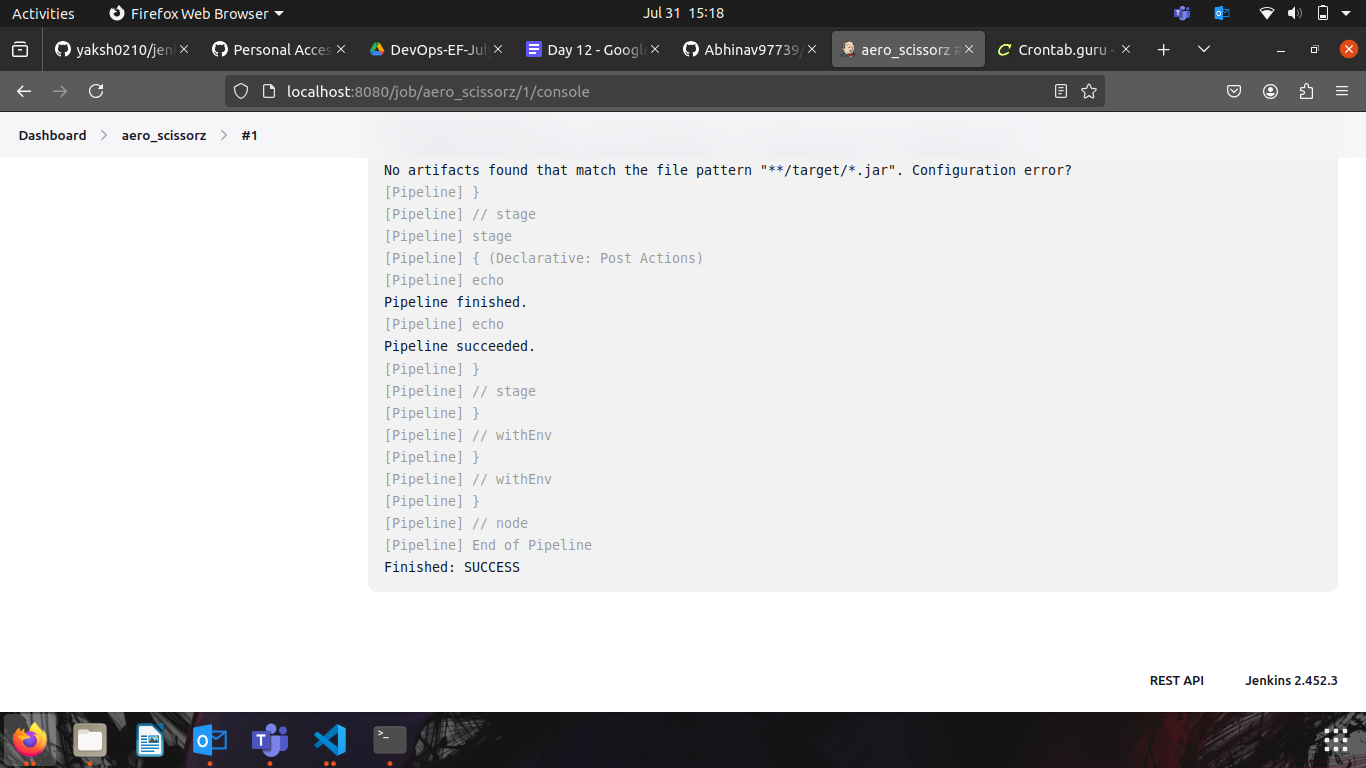 Activities
Firefox Web Browser
Jul 31 15:18
yaksh0210/jen
Personal Acces
DevOps-EF-Jul
Day 12 - Googl
Abhinav97739/
aero_scissorz #
Crontab.guru -
localhost:8080/job/aero_scissorz/1/console
Dashboard
aero_scissorz
#1
No artifacts found that match the file pattern "**/target/*.jar". Configuration error?
[Pipeline] }
[Pipeline] // stage
[Pipeline] stage
[Pipeline] { (Declarative: Post Actions)
[Pipeline] echo
Pipeline finished.
[Pipeline] echo
Pipeline succeeded.
[Pipeline] }
[Pipeline] // stage
[Pipeline] }
[Pipeline] // withEnv
[Pipeline] }
[Pipeline] // withEnv
[Pipeline] }
[Pipeline] // node
[Pipeline] End of Pipeline
Finished: SUCCESS
REST API
Jenkins 2.452.3